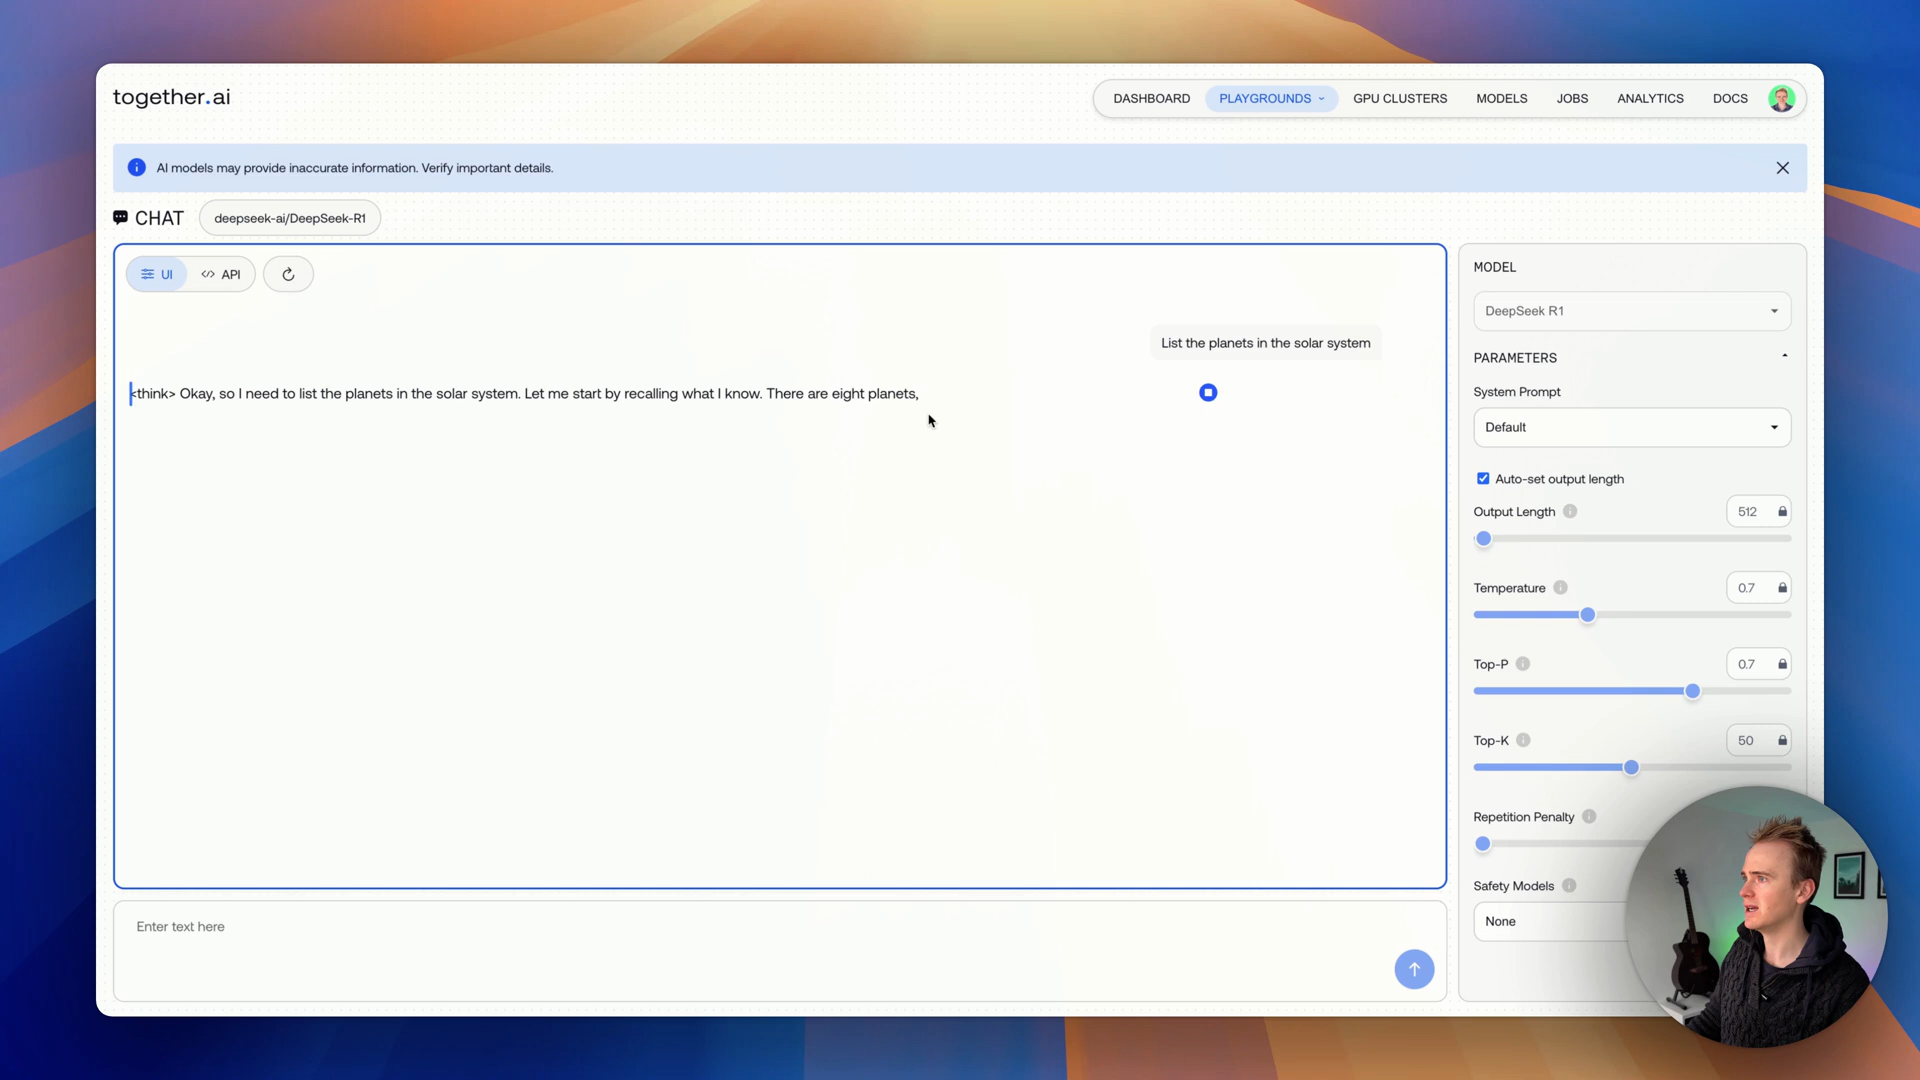 together.ai
DASHBOARD PLAYGROUNDS GPU CLUSTERS MODELS JOBS ANALYTICS DOCS
AI models may provide inaccurate information. Verify important details.
CHAT deepseek-ai/DeepSeek-R1
UI API
List the planets in the solar system
<think> Okay, so I need to list the planets in the solar system. Let me start by recalling what I know. There are eight planets,
Enter text here
MODEL
DeepSeek R1
PARAMETERS
System Prompt
Default
Auto-set output length
Output Length 512
Temperature 0.7
Top-P 0.7
Top-K 50
Repetition Penalty
Safety Models
None